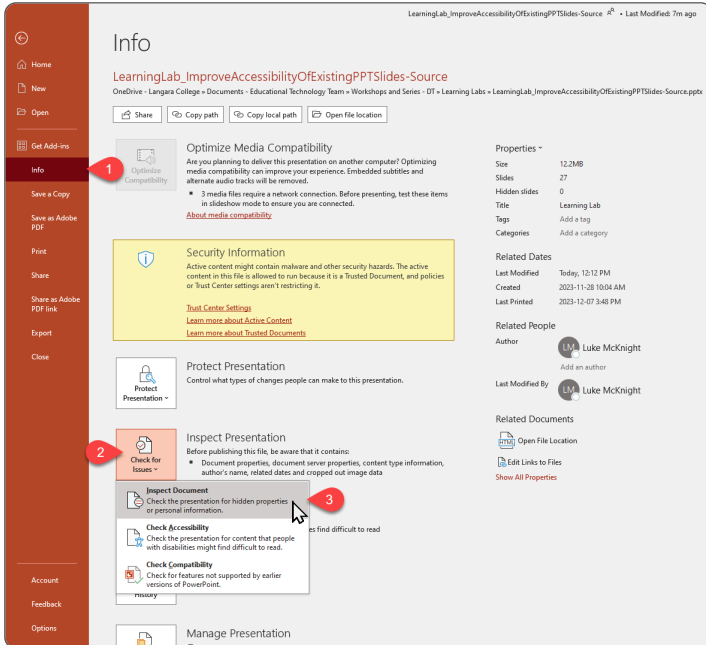 LearningLab_ImproveAccessibilityOfExistingPPTSlides-Source • Last Modified: 7m ago
Home
New
Open
Get Add-ins
Info
Save a Copy
Save as Adobe
PDF
Print
Share
Share as Adobe
PDF link
Export
Close
Account
Feedback
Options
1
Info
LearningLab_ImproveAccessibilityOfExistingPPTSlides-Source
OneDrive - Langara College » Documents - Educational Technology Team » Workshops and Series - DT » Learning Labs » LearningLab_ImproveAccessibilityOfExistingPPTSlides-Source.pptx
Share
Copy path
Copy local path
Open file location
Optimize
Compatibility
Optimize Media Compatibility
Are you planning to deliver this presentation on another computer? Optimizing
media compatibility can improve your experience. Embedded subtitles and
alternate audio tracks will be removed.
▪ 3 media files require a network connection. Before presenting, test these items
in slideshow mode to ensure you are connected.
About media compatibility
Security Information
Active content might contain malware and other security hazards. The active
content in this file is allowed to run because it is a Trusted Document, and policies
or Trust Center settings aren't restricting it.
Trust Center Settings
Learn more about Active Content
Learn more about Trusted Documents
Protect
Presentation
Protect Presentation
Control what types of changes people can make to this presentation.
2
Check for
Issues
Inspect Presentation
Before publishing this file, be aware that it contains:
▪ Document properties, document server properties, content type information,
author's name, related dates and cropped out image data
Inspect Document
Check the presentation for hidden properties
or personal information.
3
es find difficult to read
Check Accessibility
Check the presentation for content that people
with disabilities might find difficult to read.
Check Compatibility
Check for features not supported by earlier
versions of PowerPoint.
History
Manage Presentation
Properties
Size 12.2MB
Slides 27
Hidden slides 0
Title Learning Lab
Tags Add a tag
Categories Add a category
Related Dates
Last Modified Today, 12:12 PM
Created 2023-11-28 10:04 AM
Last Printed 2023-12-07 3:48 PM
Related People
Author LM Luke McKnight
Add an author
Last Modified By LM Luke McKnight
Related Documents
HTML Open File Location
Edit Links to Files
Show All Properties